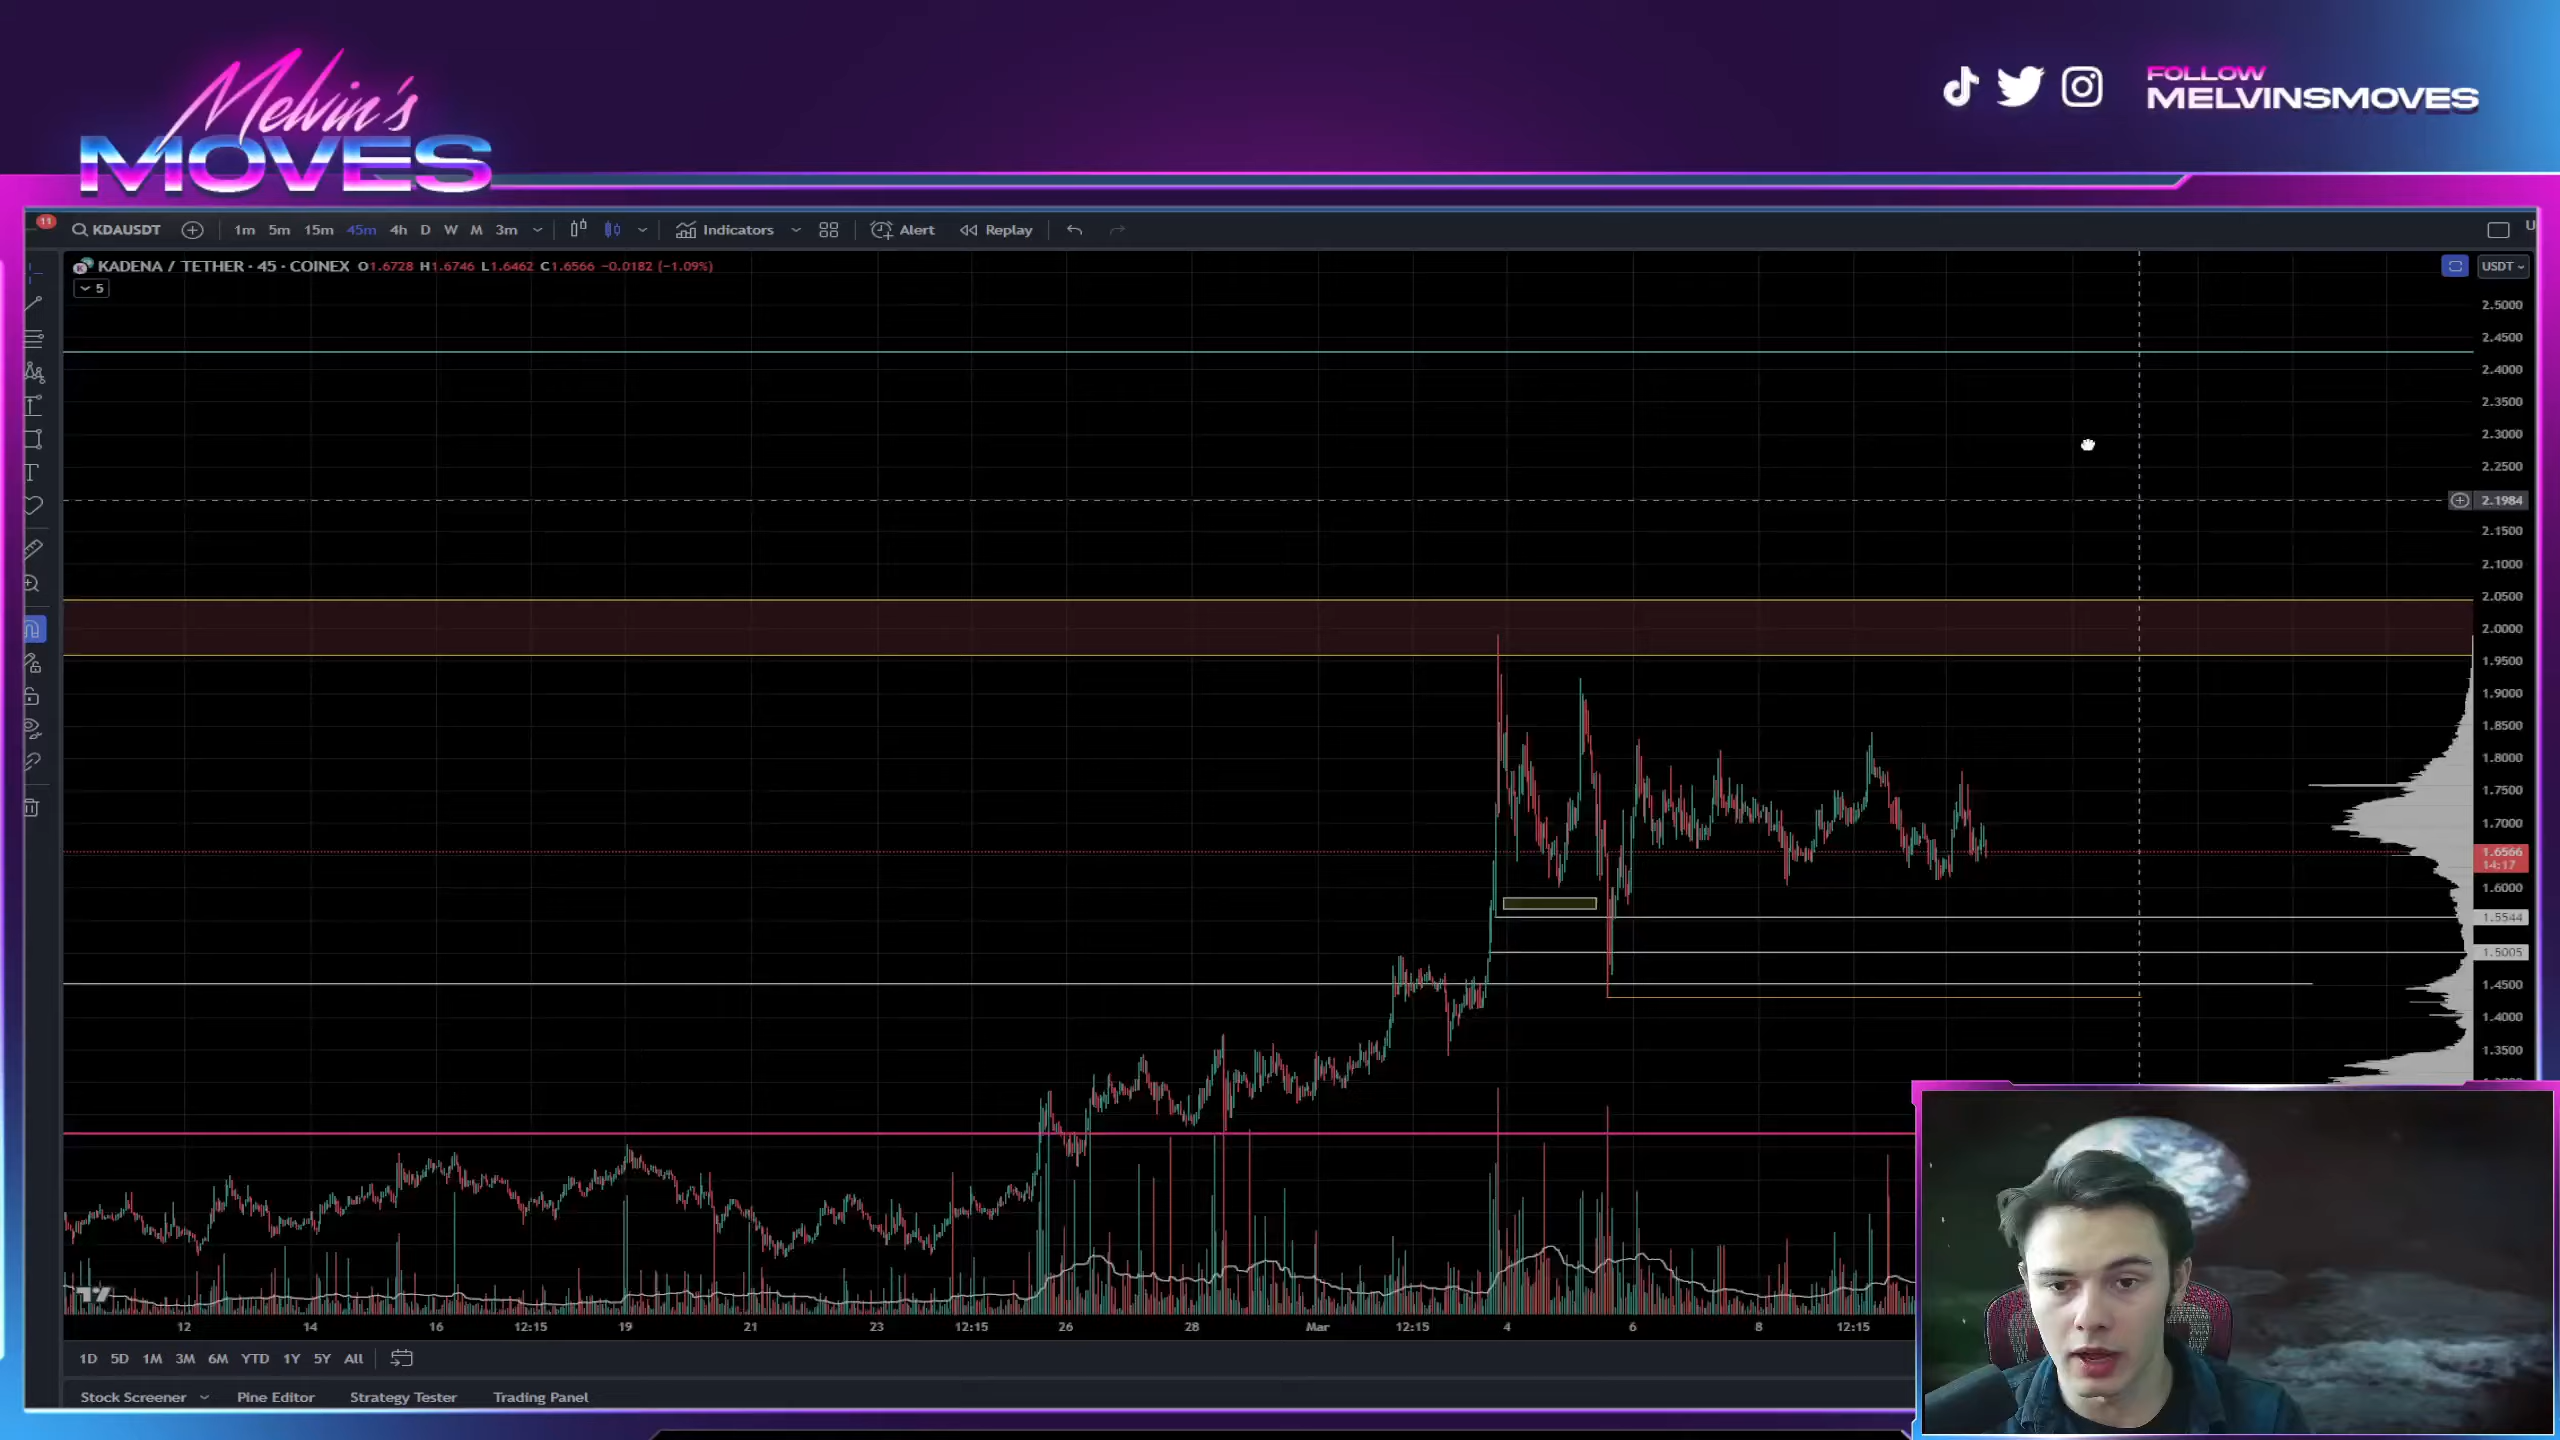 Melvin's
MOVES
FOLLOW
MELVINSMOVES
11
KDAUSDT
1m 5m 15m 45m 4h D W M 3m
Indicators
Alert
Replay
KADENA / TETHER · 45 · COINEX O1.6728 H1.6746 L1.6462 C1.6566 −0.0182 (−1.09%)
5
USDT
2.5000
2.4500
2.4000
2.3500
2.3000
2.2500
2.1984
2.1500
2.1000
2.0500
2.0000
1.9500
1.9000
1.8500
1.8000
1.7500
1.7000
1.6566
14:17
1.6000
1.5544
1.5005
1.4500
1.4000
1.3500
12 14 16 12:15 19 21 23 12:15 26 28 Mar 12:15 4 6 8 12:15
1D 5D 1M 3M 6M YTD 1Y 5Y All
Stock Screener Pine Editor Strategy Tester Trading Panel